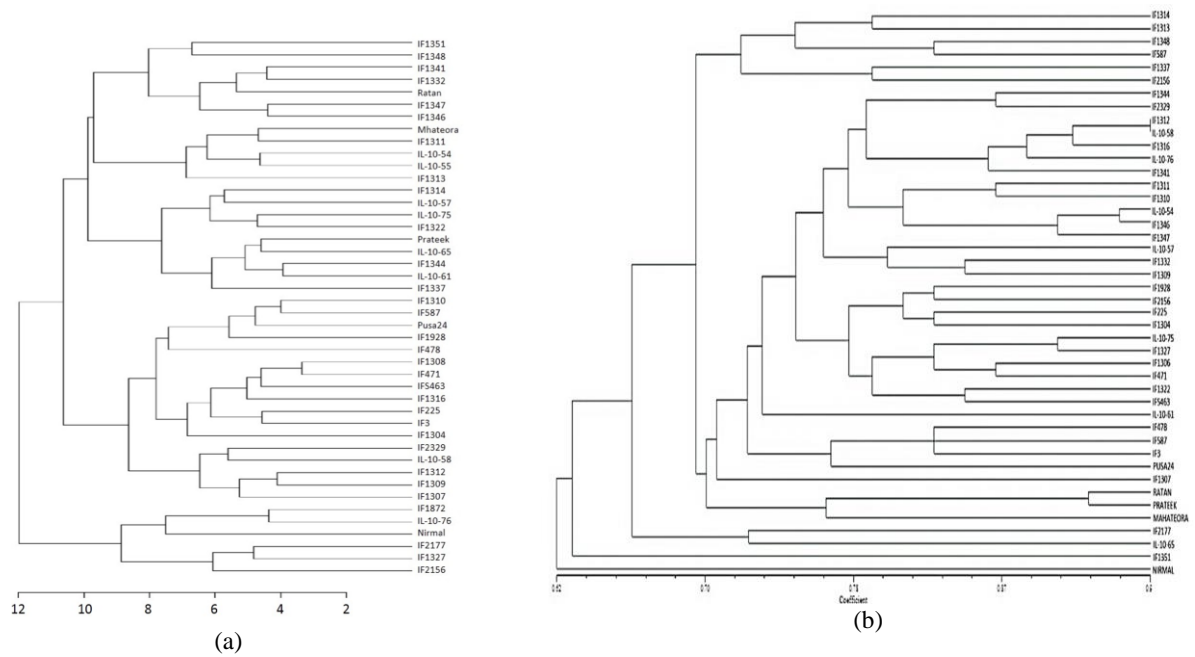 IF1351
IF1348
IF1341
IF1332
Ratan
IF1347
IF1346
Mhateora
IF1311
IL-10-54
IL-10-55
IF1313
IF1314
IL-10-57
IL-10-75
IF1322
Prateek
IL-10-65
IF1344
IL-10-61
IF1337
IF1310
IF587
Pusa24
IF1928
IF478
IF1308
IF471
IF5463
IF1316
IF225
IF3
IF1304
IF2329
IL-10-58
IF1312
IF1309
IF1307
IF1872
IL-10-76
Nirmal
IF2177
IF1327
IF2156
12 10 8 6 4 2
(a)
IF1314
IF1313
IF1348
IF587
IF1337
IF2156
IF1344
IF2329
IF1312
IL-10-58
IF1316
IL-10-76
IF1341
IF1311
IF1310
IL-10-54
IF1346
IF1347
IL-10-57
IF1332
IF1309
IF1928
IF2156
IF225
IF1304
IL-10-75
IF1327
IF1306
IF471
IF1322
IF5463
IL-10-61
IF478
IF587
IF3
PUSA24
IF1307
RATAN
PRATEEK
MAHATEORA
IF2177
IL-10-65
IF1351
NIRMAL
Coefficient
(b)